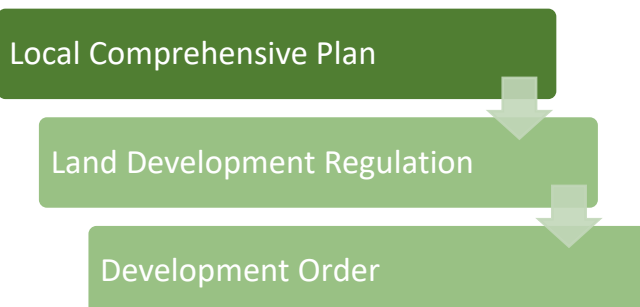 Local Comprehensive Plan
Land Development Regulation
Development Order